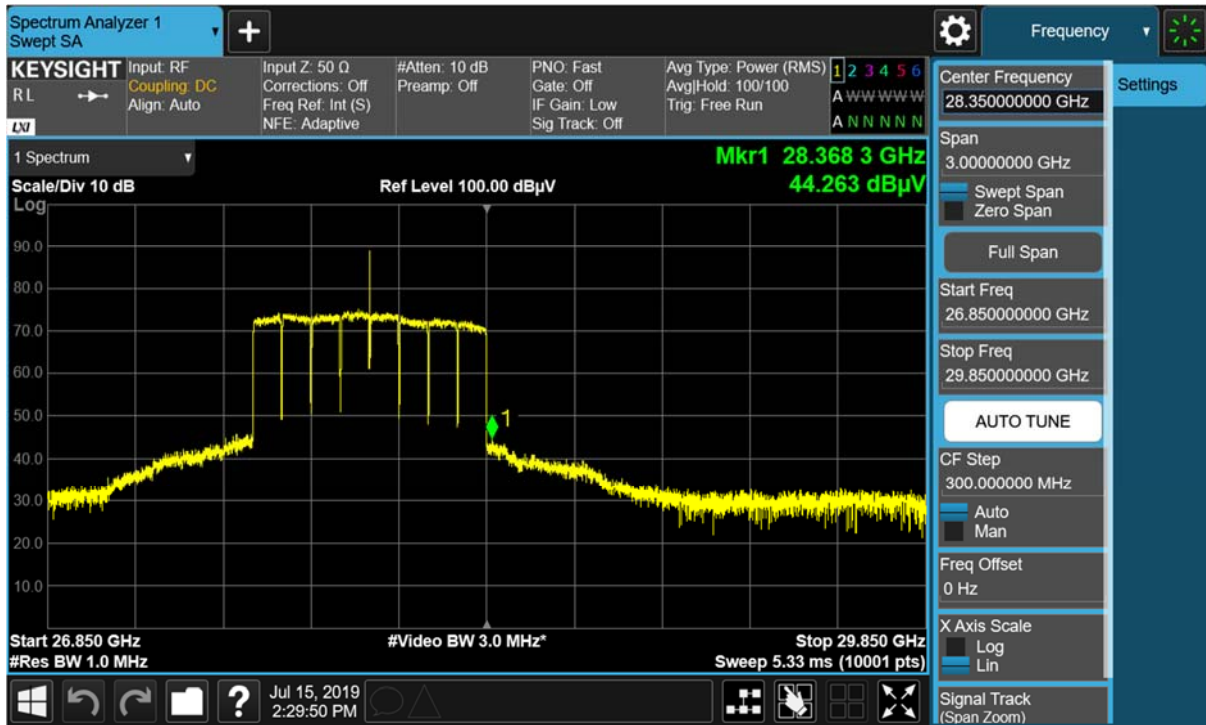 Spectrum Analyzer 1
Swept SA
Frequency
KEYSIGHT
RL
LXI
Input: RF
Coupling: DC
Align: Auto
Input Z: 50 Ω
Corrections: Off
Freq Ref: Int (S)
NFE: Adaptive
#Atten: 10 dB
Preamp: Off
PNO: Fast
Gate: Off
IF Gain: Low
Sig Track: Off
Avg Type: Power (RMS)
Avg|Hold: 100/100
Trig: Free Run
1 2 3 4 5 6
A W W W W W
A N N N N N
1 Spectrum
Mkr1 28.368 3 GHz
44.263 dBµV
Scale/Div 10 dB
Ref Level 100.00 dBµV
Log
90.0
80.0
70.0
60.0
50.0
40.0
30.0
20.0
10.0
1
Start 26.850 GHz
#Video BW 3.0 MHz*
Stop 29.850 GHz
#Res BW 1.0 MHz
Sweep 5.33 ms (10001 pts)
Jul 15, 2019
2:29:50 PM
Center Frequency
28.350000000 GHz
Settings
Span
3.00000000 GHz
Swept Span
Zero Span
Full Span
Start Freq
26.850000000 GHz
Stop Freq
29.850000000 GHz
AUTO TUNE
CF Step
300.000000 MHz
Auto
Man
Freq Offset
0 Hz
X Axis Scale
Log
Lin
Signal Track
(Span Zoom)